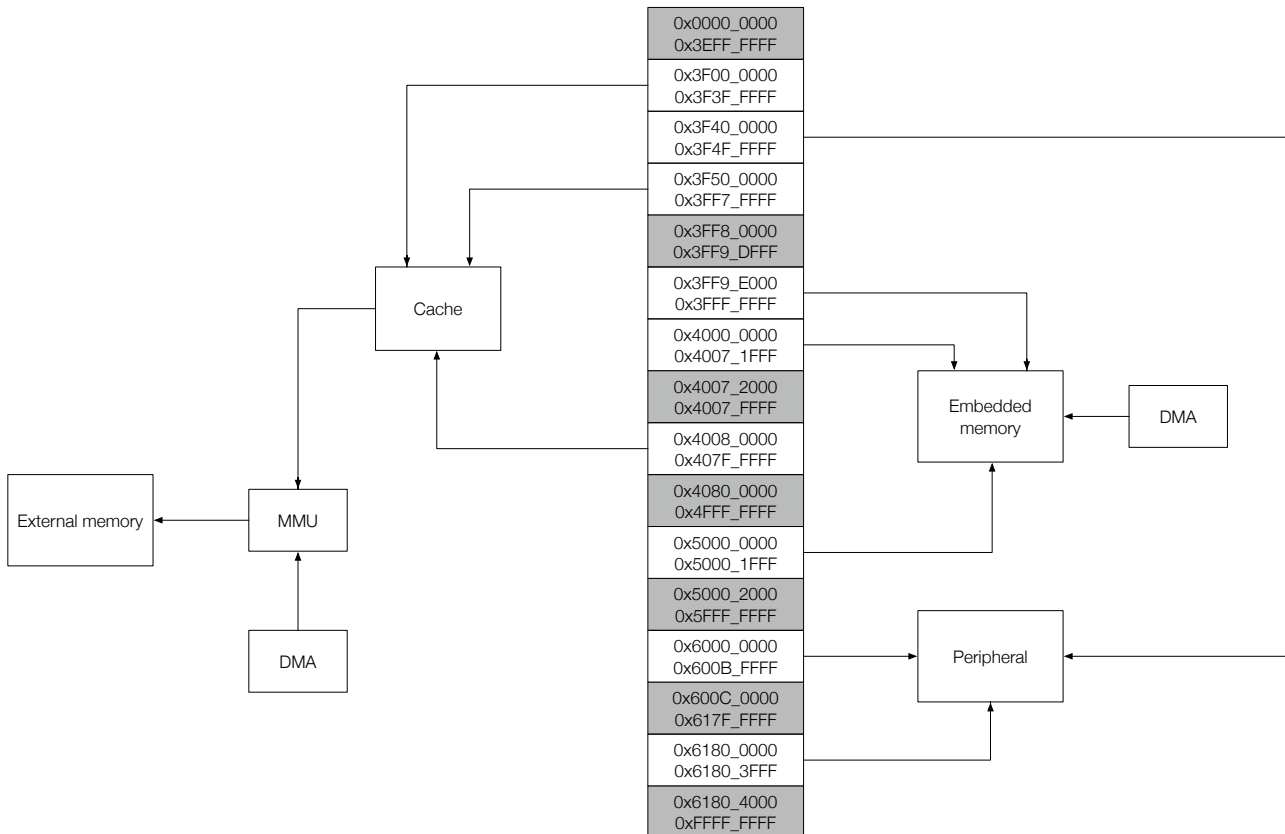 0x0000_0000
0x3EFF_FFFF
0x3F00_0000
0x3F3F_FFFF
0x3F40_0000
0x3F4F_FFFF
0x3F50_0000
0x3FF7_FFFF
0x3FF8_0000
0x3FF9_DFFF
0x3FF9_E000
0x3FFF_FFFF
Cache
0x4000_0000
0x4007_1FFF
0x4007_2000
0x4007_FFFF
Embedded
memory
DMA
0x4008_0000
0x407F_FFFF
0x4080_0000
0x4FFF_FFFF
External memory
MMU
0x5000_0000
0x5000_1FFF
0x5000_2000
0x5FFF_FFFF
DMA
0x6000_0000
0x600B_FFFF
Peripheral
0x600C_0000
0x617F_FFFF
0x6180_0000
0x6180_3FFF
0x6180_4000
0xFFFF_FFFF